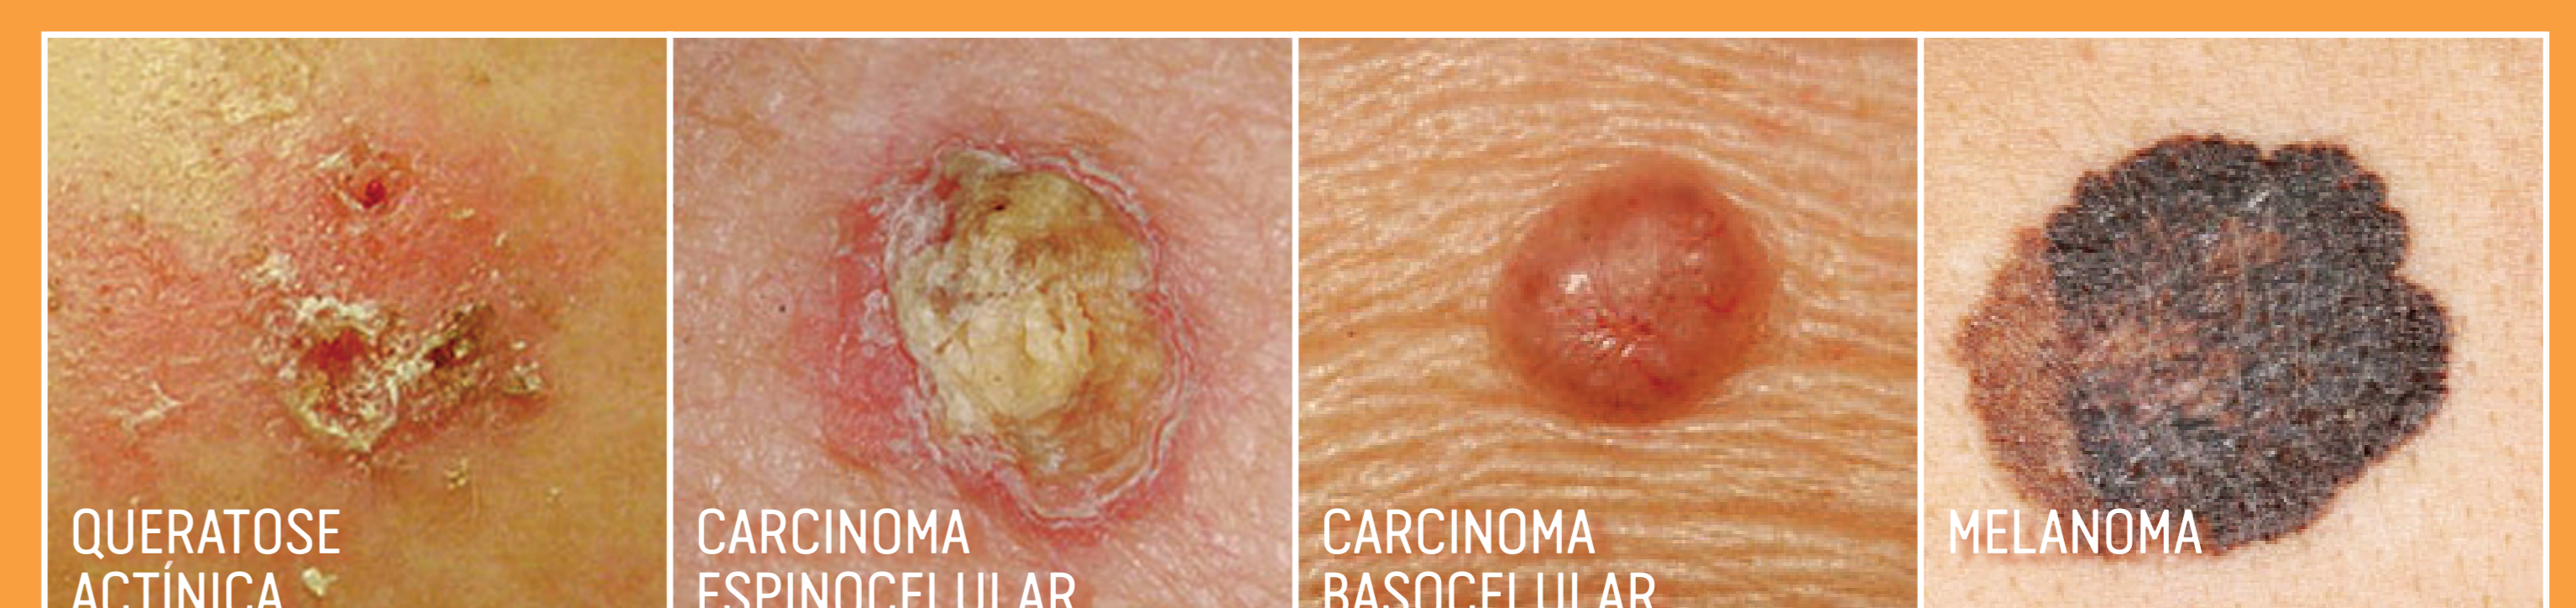 QUERATOSE
ACTÍNICA
CARCINOMA
ESPINOCELULAR
CARCINOMA
BASOCELULAR
MELANOMA